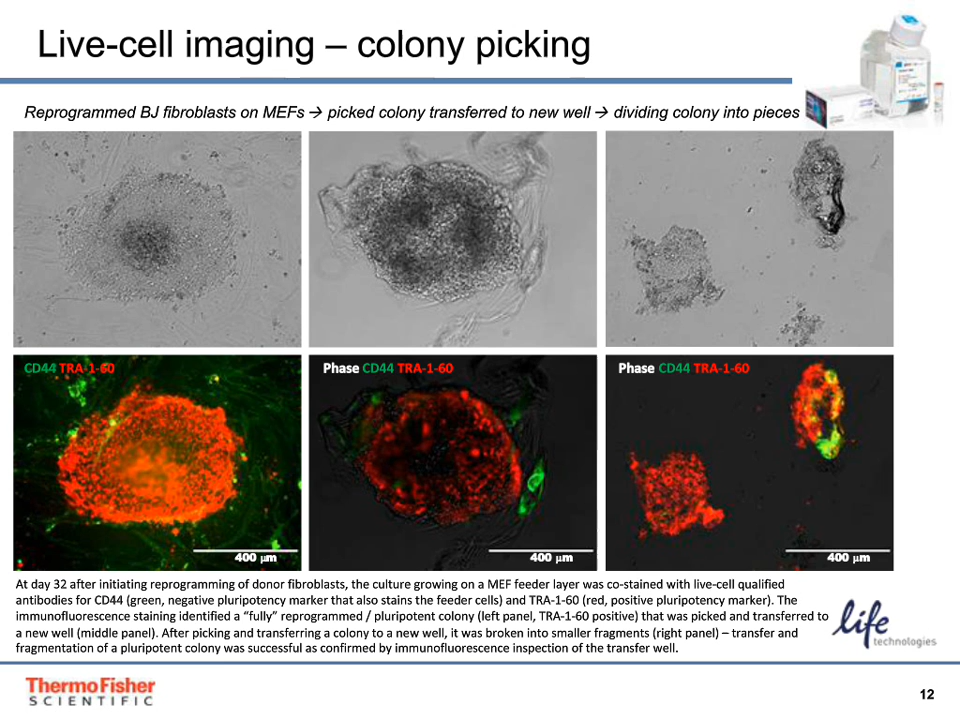 Live-cell imaging – colony picking
Reprogrammed BJ fibroblasts on MEFs → picked colony transferred to new well → dividing colony into pieces
CD44 TRA-1-60
400 µm
Phase CD44 TRA-1-60
400 µm
Phase CD44 TRA-1-60
400 µm
At day 32 after initiating reprogramming of donor fibroblasts, the culture growing on a MEF feeder layer was co-stained with live-cell qualified
antibodies for CD44 (green, negative pluripotency marker that also stains the feeder cells) and TRA-1-60 (red, positive pluripotency marker). The
immunofluorescence staining identified a “fully” reprogrammed / pluripotent colony (left panel, TRA-1-60 positive) that was picked and transferred to
a new well (middle panel). After picking and transferring a colony to a new well, it was broken into smaller fragments (right panel) – transfer and
fragmentation of a pluripotent colony was successful as confirmed by immunofluorescence inspection of the transfer well.
life
technologies
ThermoFisher
SCIENTIFIC
12